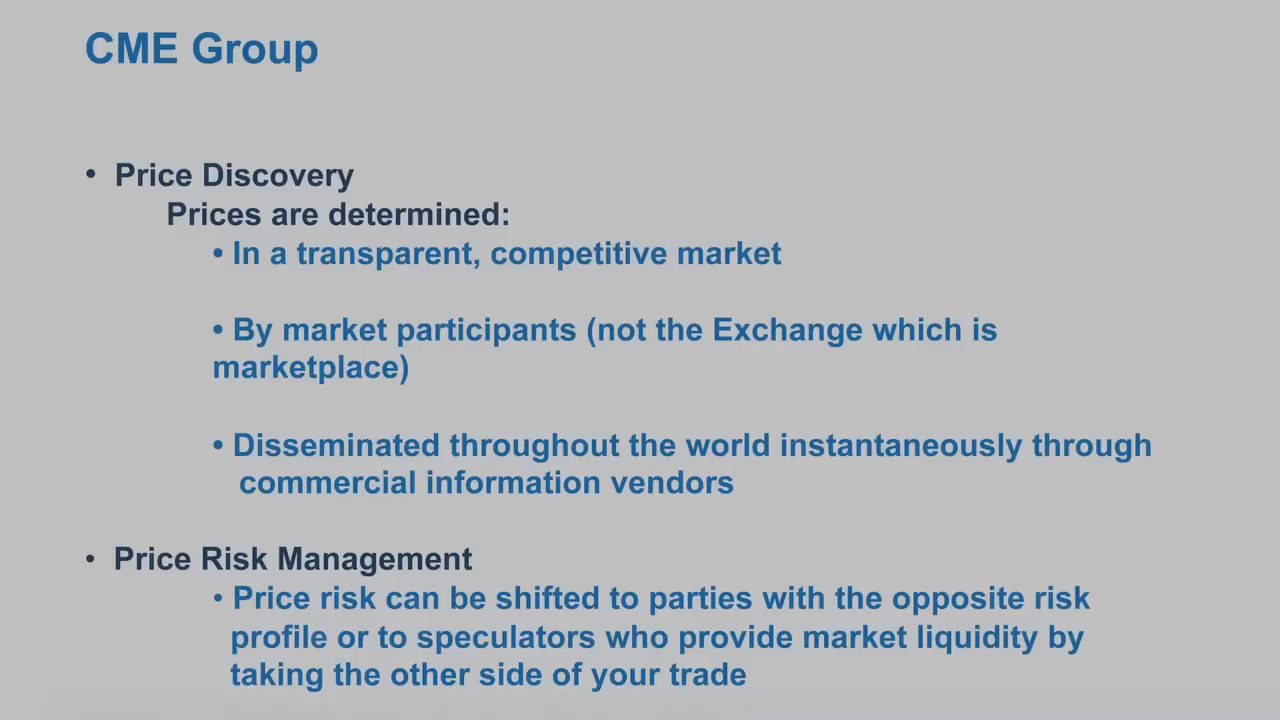 CME Group
• Price Discovery
Prices are determined:
• In a transparent, competitive market
• By market participants (not the Exchange which is
marketplace)
• Disseminated throughout the world instantaneously through
commercial information vendors
• Price Risk Management
• Price risk can be shifted to parties with the opposite risk
profile or to speculators who provide market liquidity by
taking the other side of your trade